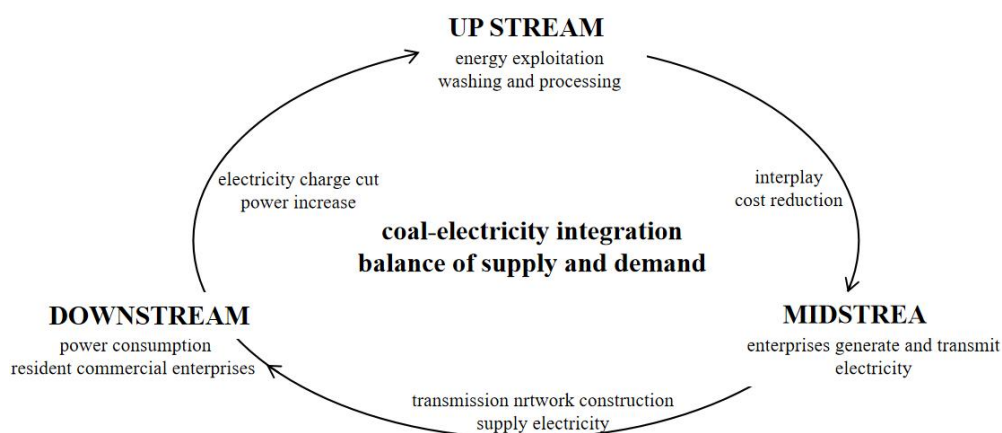 UP STREAM
energy exploitation
washing and processing
electricity charge cut
power increase
interplay
cost reduction
coal-electricity integration
balance of supply and demand
DOWNSTREAM
power consumption
resident commercial enterprises
MIDSTREA
enterprises generate and transmit
electricity
transmission nrtwork construction
supply electricity